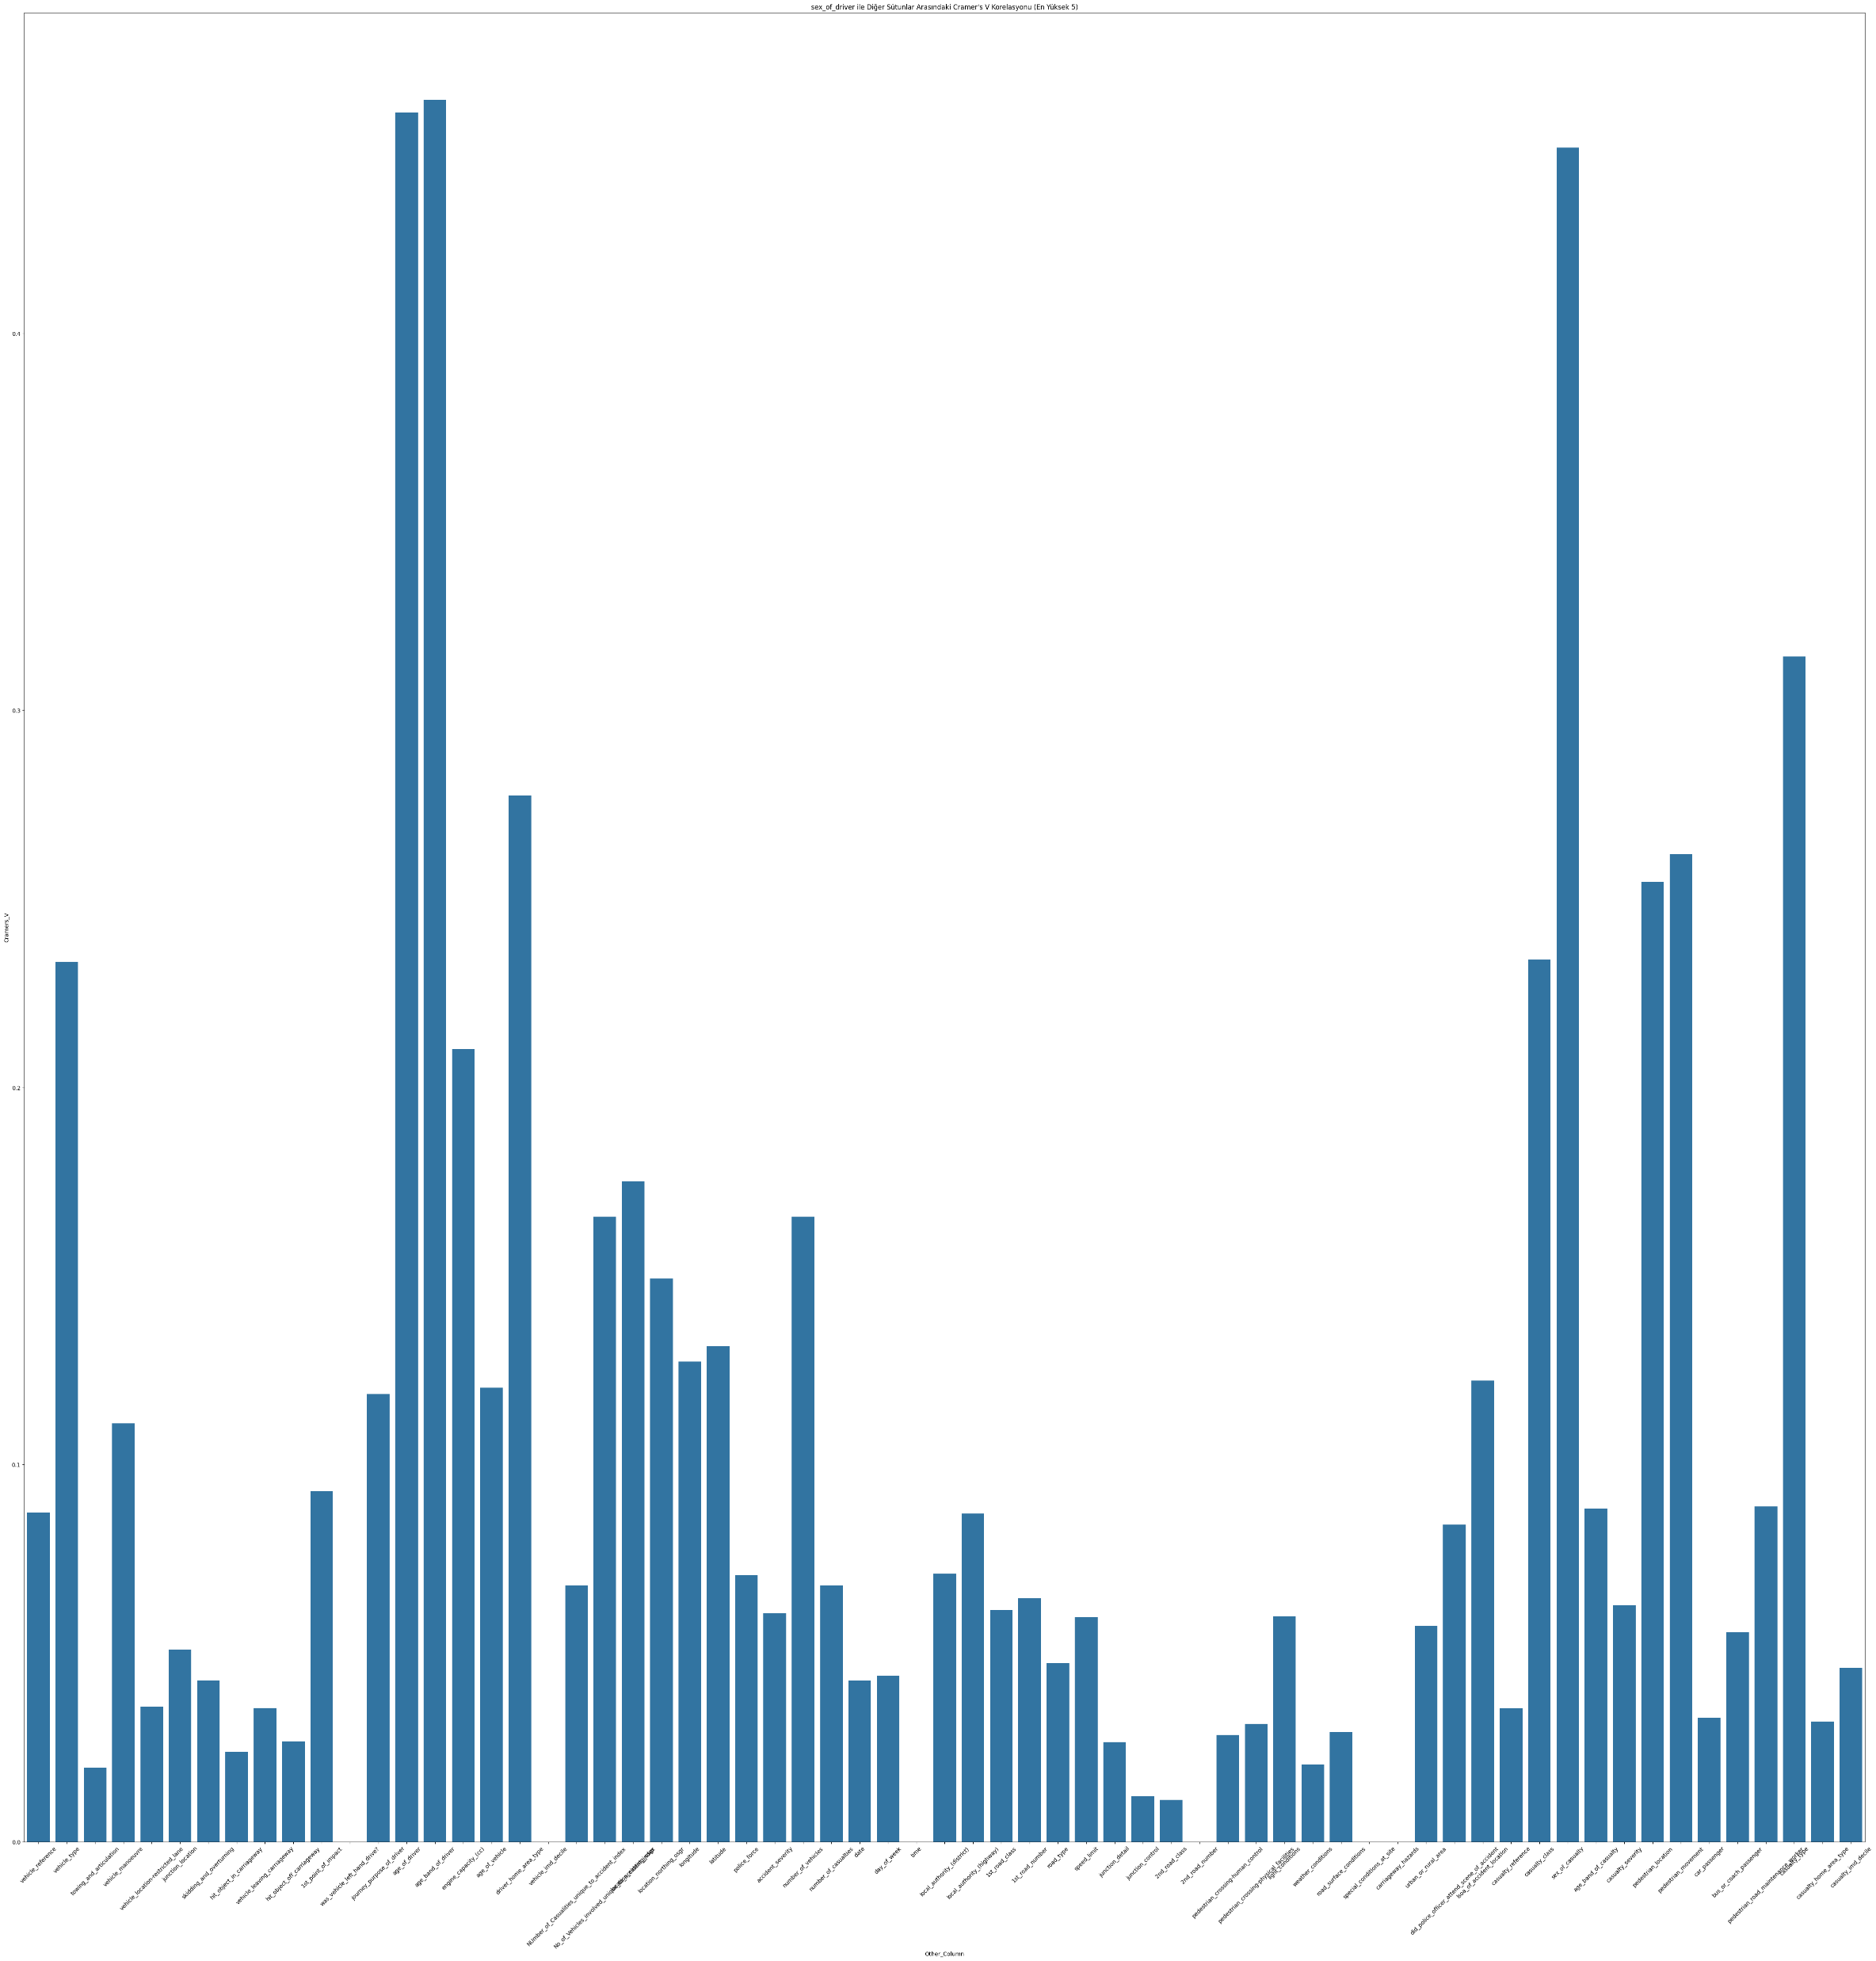 sex_of_driver ile Diğer Sütunlar Arasındaki Cramer's V Korelasyonu (En Yüksek 5)
Cramers_V
0.4
0.3
0.2
0.1
0.0
vehicle_reference
vehicle_type
towing_and_articulation
vehicle_manoeuvre
vehicle_location-restricted_lane
junction_location
skidding_and_overturning
hit_object_in_carriageway
vehicle_leaving_carriageway
hit_object_off_carriageway
1st_point_of_impact
was_vehicle_left_hand_drive?
journey_purpose_of_driver
age_of_driver
age_band_of_driver
engine_capacity_(cc)
age_of_vehicle
driver_home_area_type
vehicle_imd_decile
location_northing_osgr
longitude
latitude
police_force
accident_severity
number_of_vehicles
number_of_casualties
date
day_of_week
time
local_authority_(district)
local_authority_(highway)
1st_road_class
1st_road_number
road_type
speed_limit
junction_detail
junction_control
2nd_road_class
2nd_road_number
pedestrian_crossing-human_control
light_conditions
weather_conditions
road_surface_conditions
special_conditions_at_site
carriageway_hazards
urban_or_rural_area
did_police_officer_attend_scene_of_accident
lsoa_of_accident_location
casualty_reference
casualty_class
sex_of_casualty
age_band_of_casualty
casualty_severity
pedestrian_location
pedestrian_movement
car_passenger
bus_or_coach_passenger
casualty_type
casualty_home_area_type
casualty_imd_decile
Other_Column